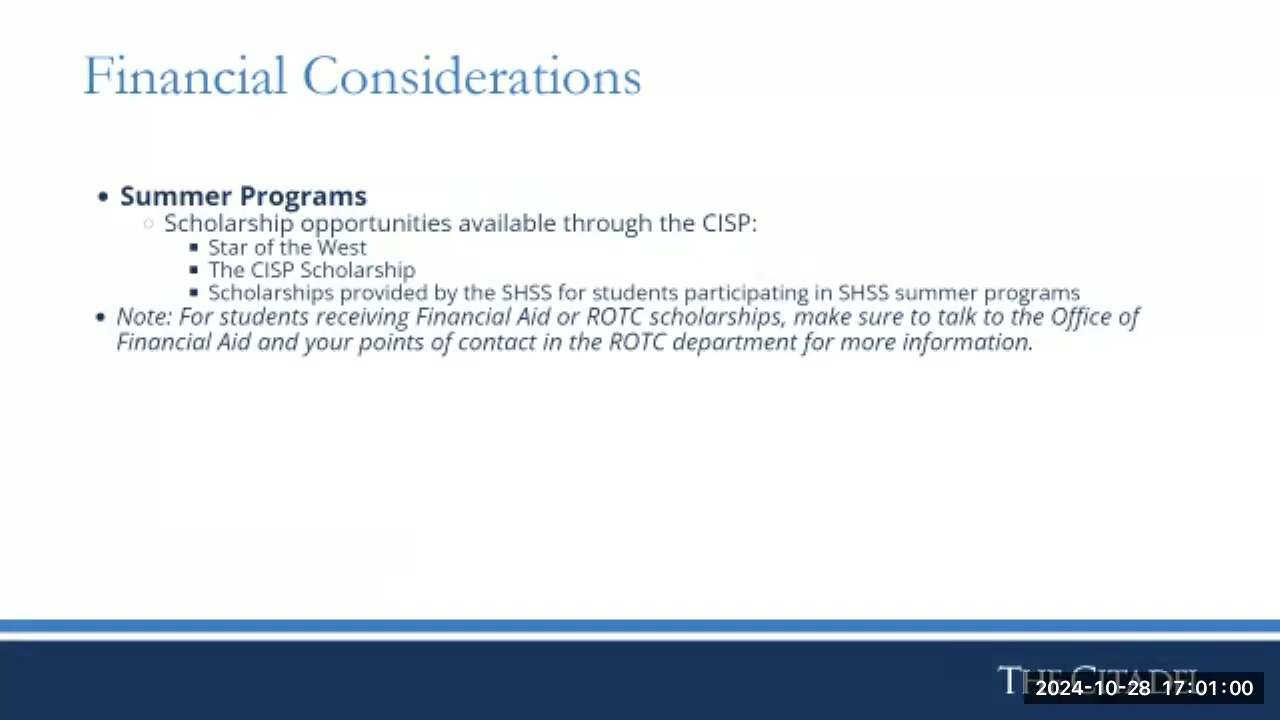 Financial Considerations
Summer Programs
Scholarship opportunities available through the CISP:
Star of the West
The CISP Scholarship
Scholarships provided by the SHSS for students participating in SHSS summer programs
Note: For students receiving Financial Aid or ROTC scholarships, make sure to talk to the Office of
Financial Aid and your points of contact in the ROTC department for more information.
THE CITADEL
2024-10-28 17:01:00